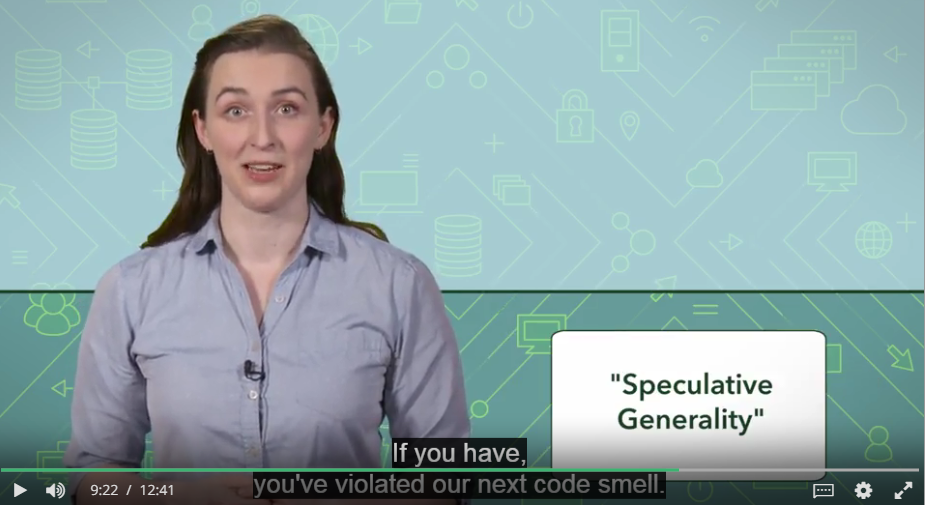 "Speculative
Generality"
If you have,
you've violated our next code smell.
9:22 / 12:41